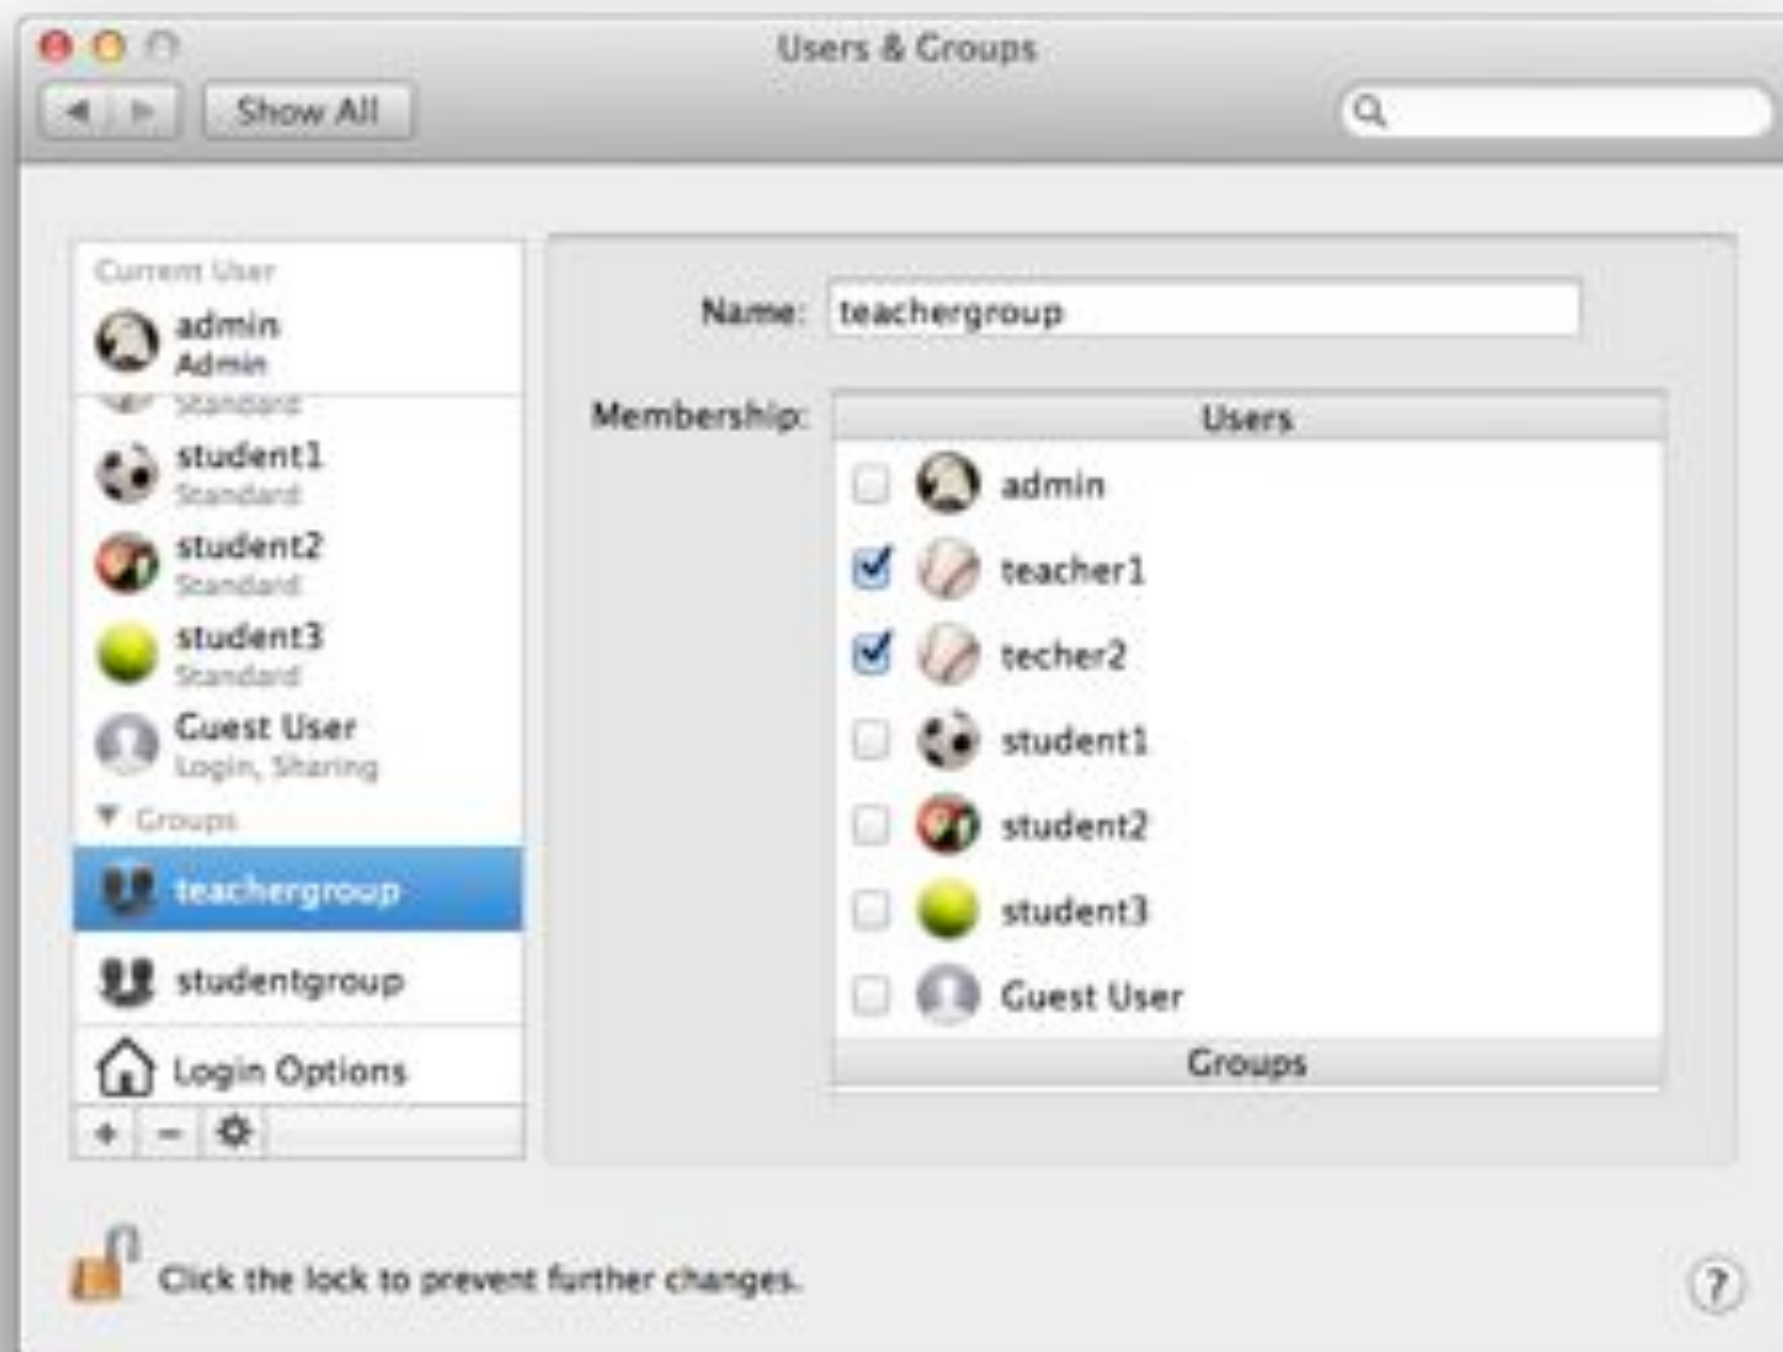 Users & Groups
Show All
Current User
admin
Admin
Standard
student1
Standard
student2
Standard
student3
Standard
Guest User
Login, Sharing
Groups
teachergroup
studentgroup
Login Options
Name: teachergroup
Membership:
Users
admin
teacher1
techer2
student1
student2
student3
Guest User
Groups
Click the lock to prevent further changes.
?